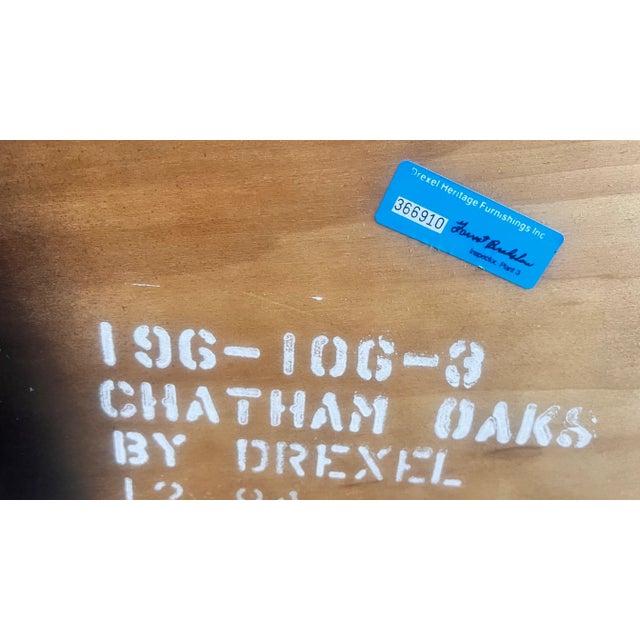 Drexel Heritage Furnishings Inc
366910
Inspector, Plant 3
196-106-3
CHATHAM OAKS
BY DREXEL